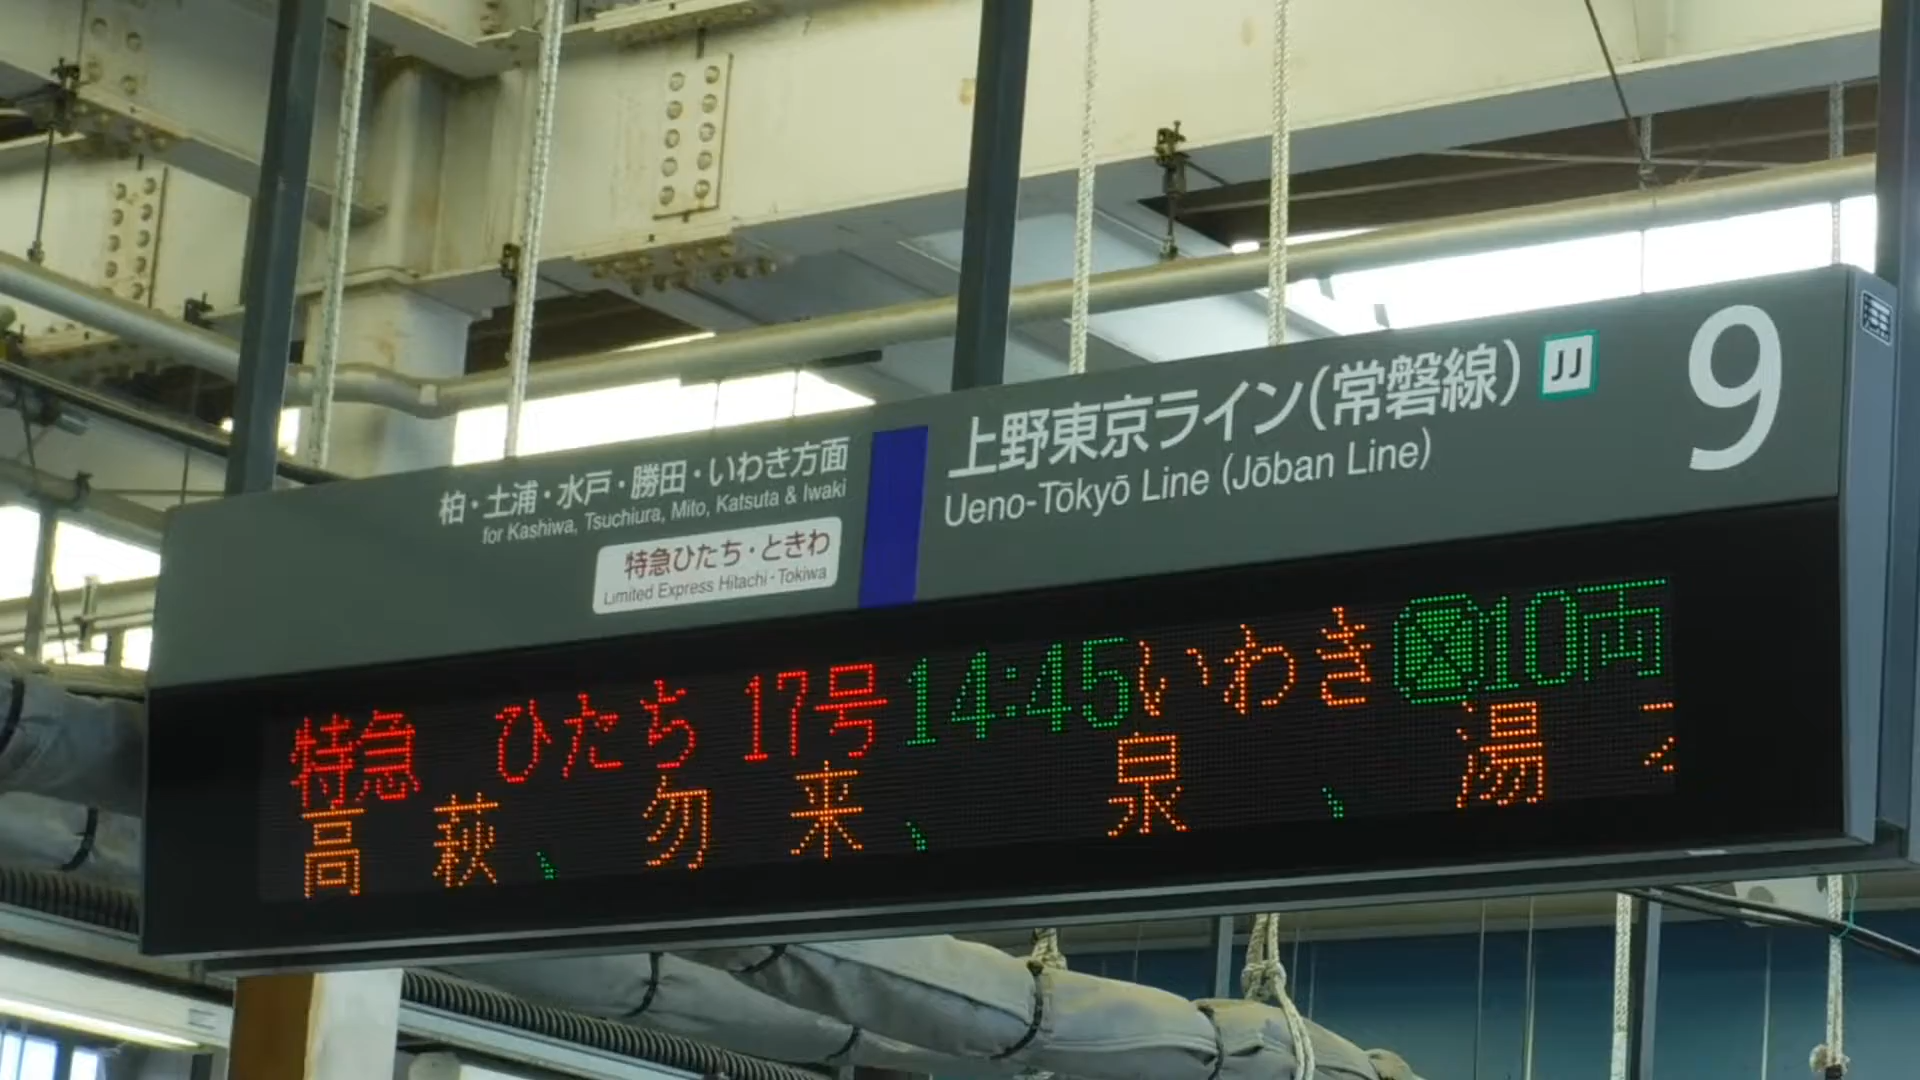 柏・土浦・水戸・勝田・いわき方面
for Kashiwa, Tsuchiura, Mito, Katsuta & Iwaki
特急ひたち・ときわ
Limited Express Hitachi・Tokiwa
上野東京ライン(常磐線) JJ
Ueno-Tōkyō Line (Jōban Line)
9
特急 ひたち 17号 14:45 いわき 10両
高 萩、 勿 来、 泉 、 湯